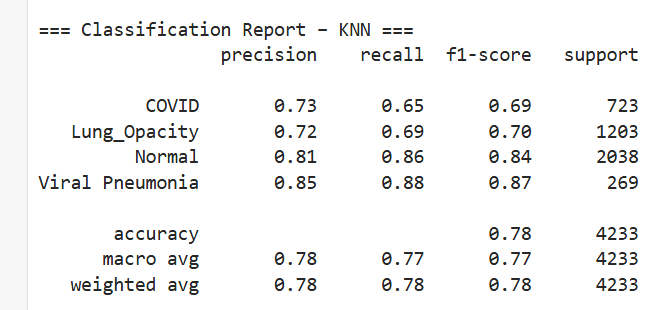 === Classification Report – KNN ===
precision recall f1-score support
COVID 0.73 0.65 0.69 723
Lung_Opacity 0.72 0.69 0.70 1203
Normal 0.81 0.86 0.84 2038
Viral Pneumonia 0.85 0.88 0.87 269
accuracy 0.78 4233
macro avg 0.78 0.77 0.77 4233
weighted avg 0.78 0.78 0.78 4233